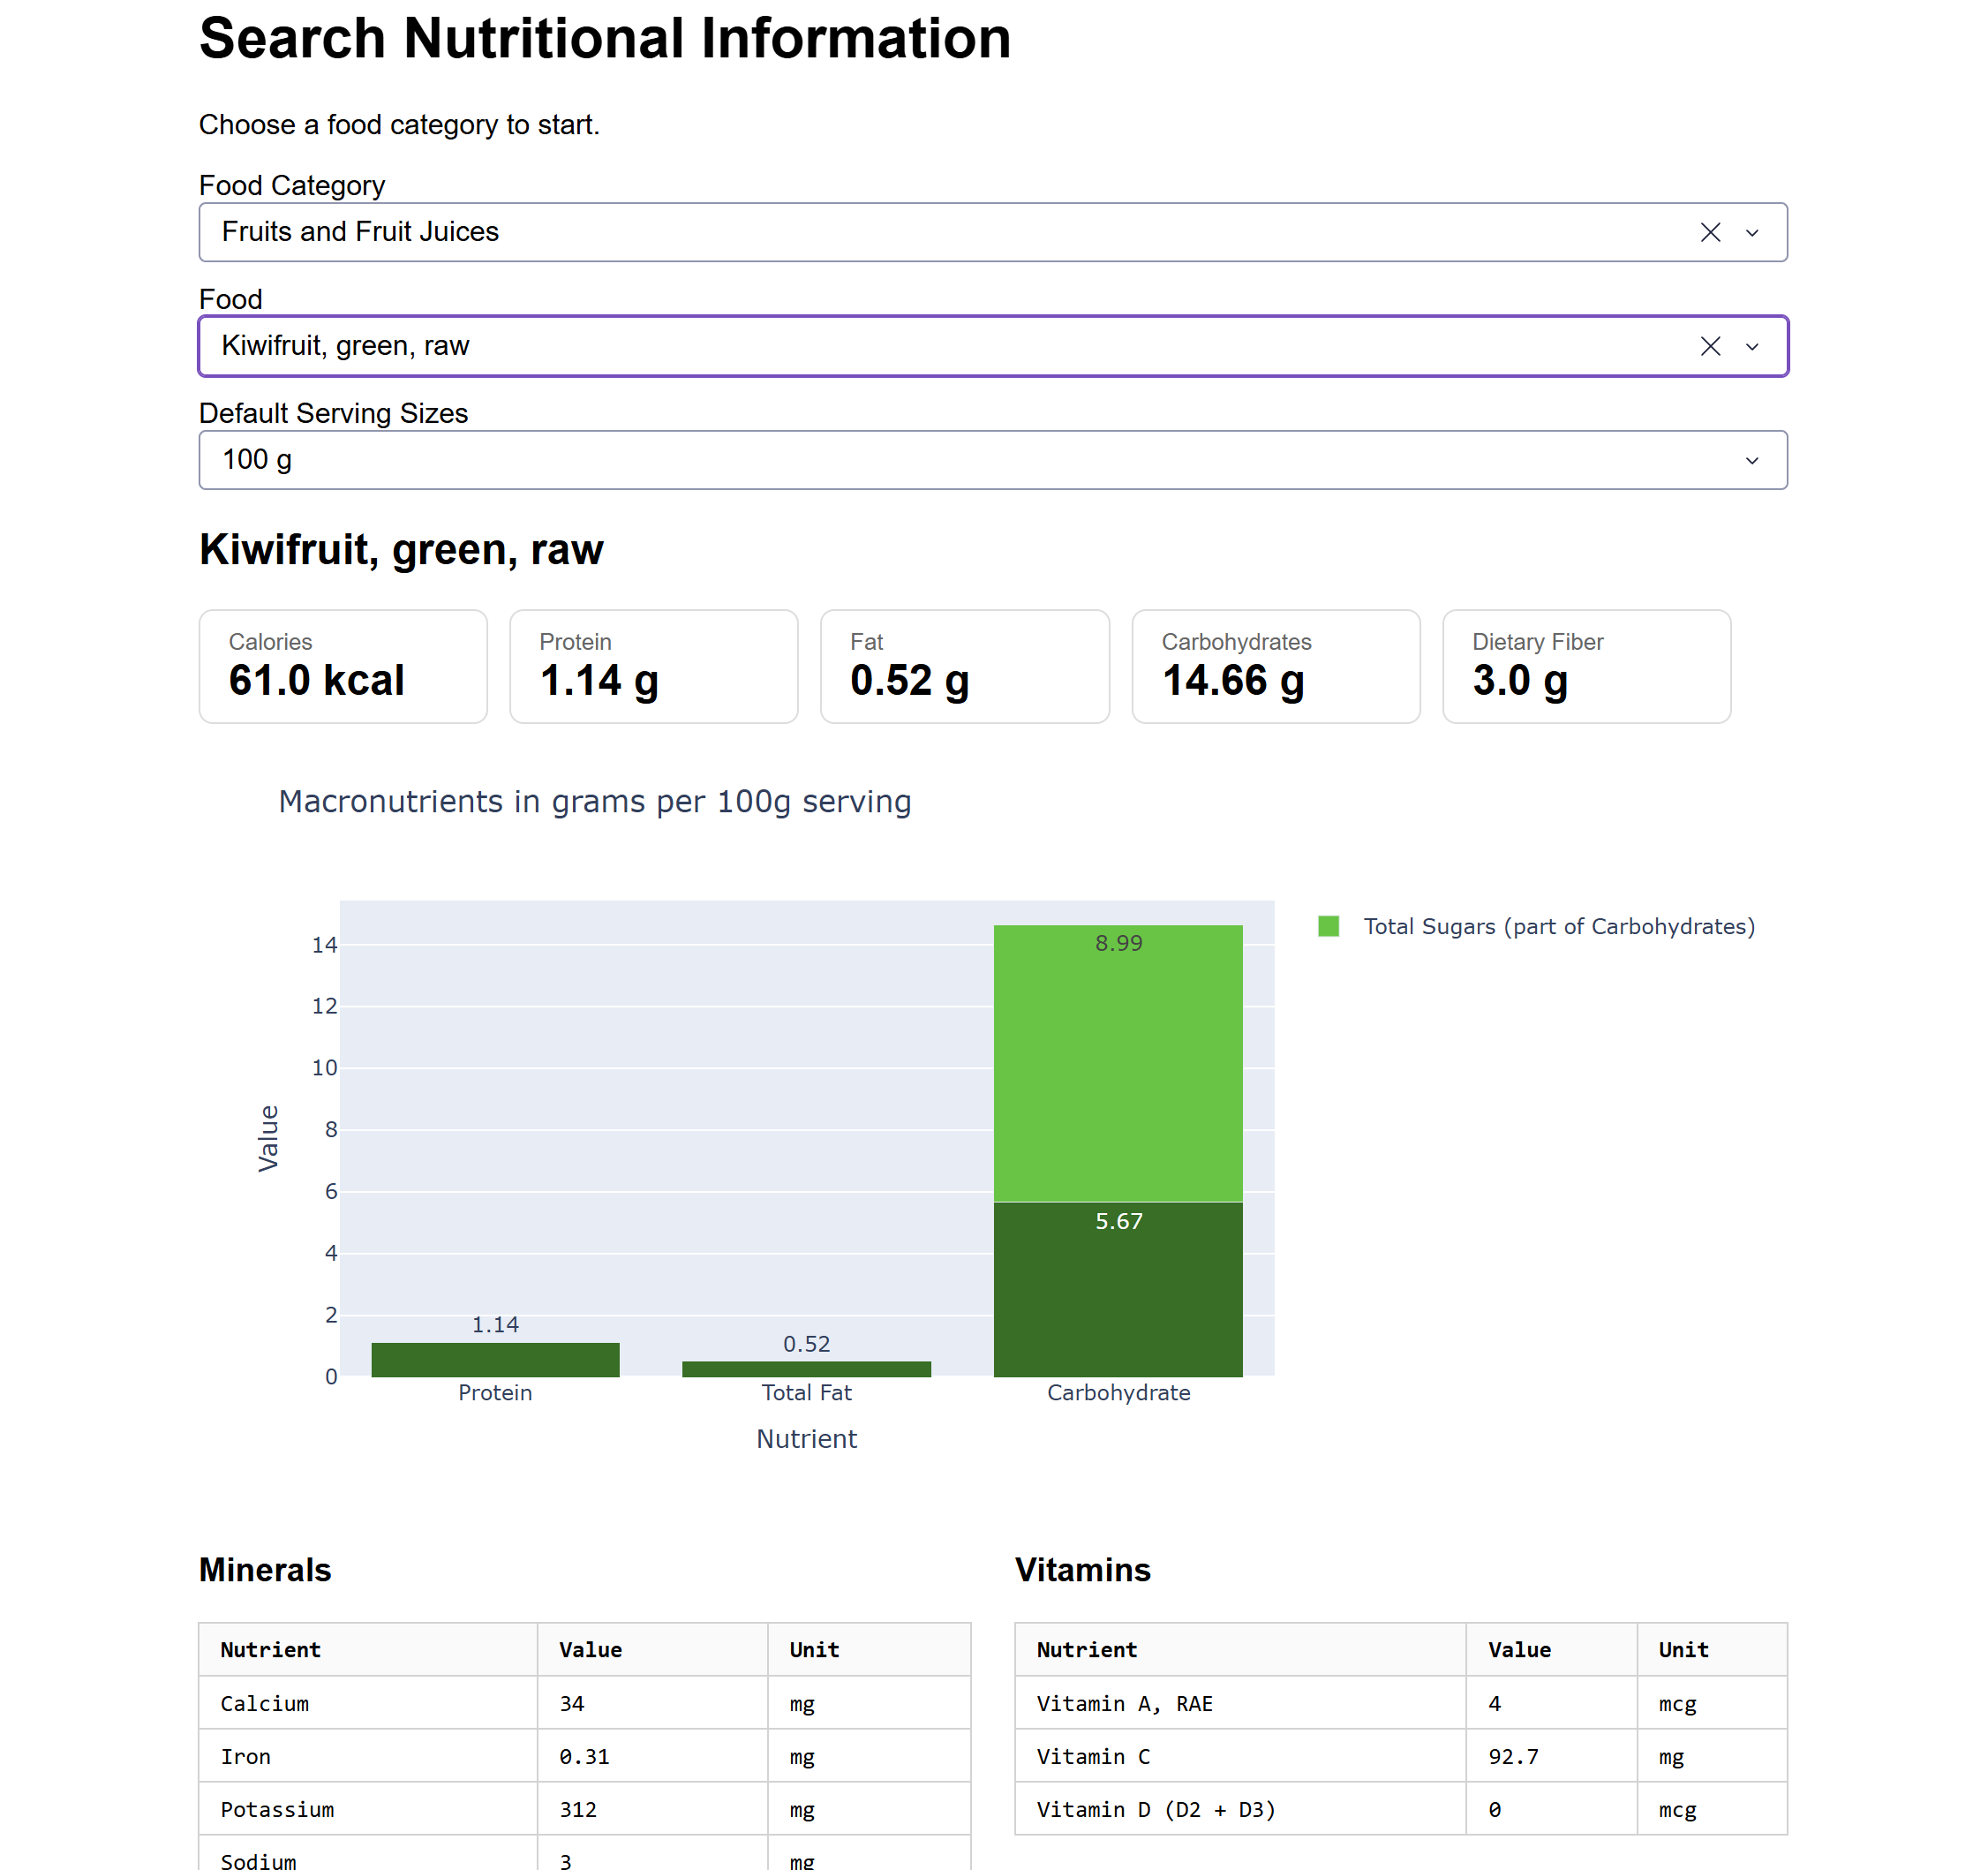 Search Nutritional Information
Choose a food category to start.
Food Category
Fruits and Fruit Juices
Food
Kiwifruit, green, raw
Default Serving Sizes
100 g
Kiwifruit, green, raw
Calories Protein Fat Carbohydrates Dietary Fiber
61.0 kcal 1.14 g 0.52 g 14.66 g 3.0 g
Macronutrients in grams per 100g serving
Total Sugars (part of Carbohydrates)
14
12
10
8
6
4
2
0
Value
8.99
5.67
1.14
0.52
Protein Total Fat Carbohydrate
Nutrient
Minerals
Nutrient Value Unit
Calcium 34 mg
Iron 0.31 mg
Potassium 312 mg
Sodium 3 mg
Vitamins
Nutrient Value Unit
Vitamin A, RAE 4 mcg
Vitamin C 92.7 mg
Vitamin D (D2 + D3) 0 mcg